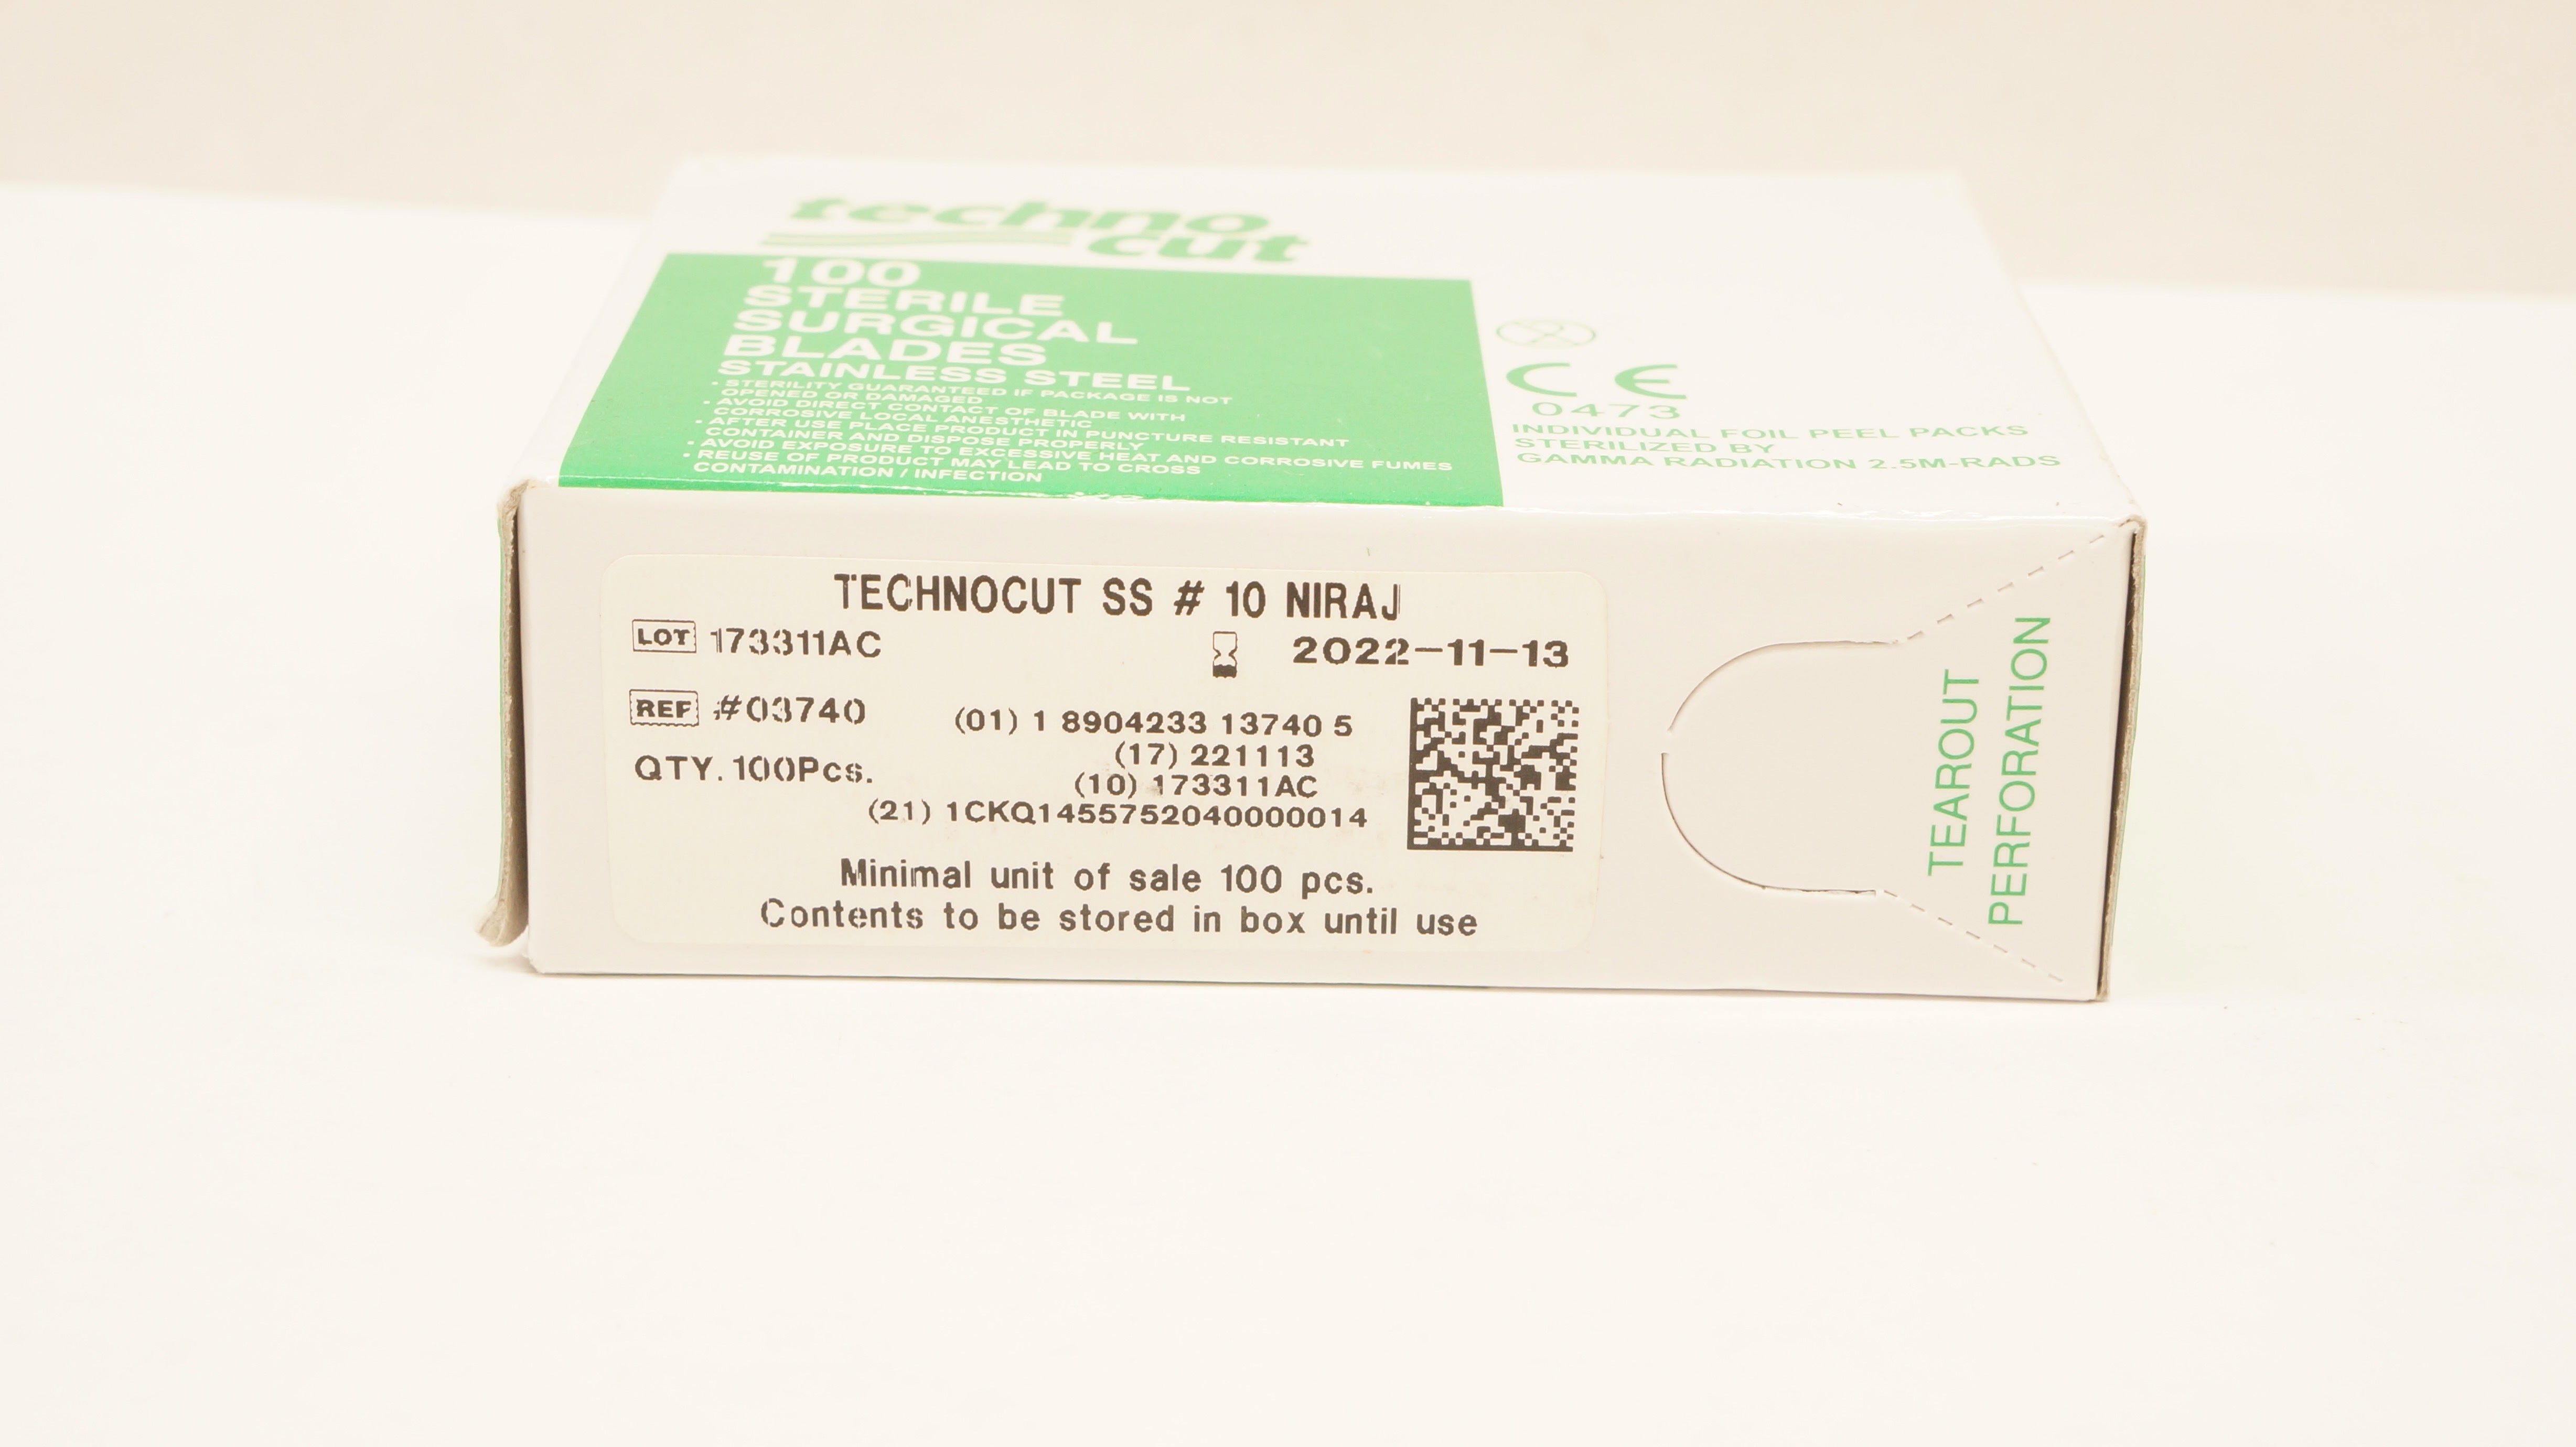 techno
cut
100
STERILE
SURGICAL
BLADES
STAINLESS STEEL
• STERILITY GUARANTEED IF PACKAGE IS NOT
OPENED OR DAMAGED
• AVOID DIRECT CONTACT OF BLADE WITH
CORROSIVE LOCAL ANESTHETIC
• AFTER USE PLACE PRODUCT IN PUNCTURE RESISTANT
CONTAINER AND DISPOSE PROPERLY
• AVOID EXPOSURE TO EXCESSIVE HEAT AND CORROSIVE FUMES
• REUSE OF PRODUCT MAY LEAD TO CROSS
CONTAMINATION / INFECTION
CE
0473
INDIVIDUAL FOIL PEEL PACKS
STERILIZED BY
GAMMA RADIATION 2.5M-RADS
TECHNOCUT SS # 10 NIRAJ
LOT 173311AC
2022-11-13
REF #03740
QTY. 100Pcs.
(01) 1 8904233 13740 5
(17) 221113
(10) 173311AC
(21) 1CKQ1455752040000014
Minimal unit of sale 100 pcs.
Contents to be stored in box until use
TEAROUT
PERFORATION